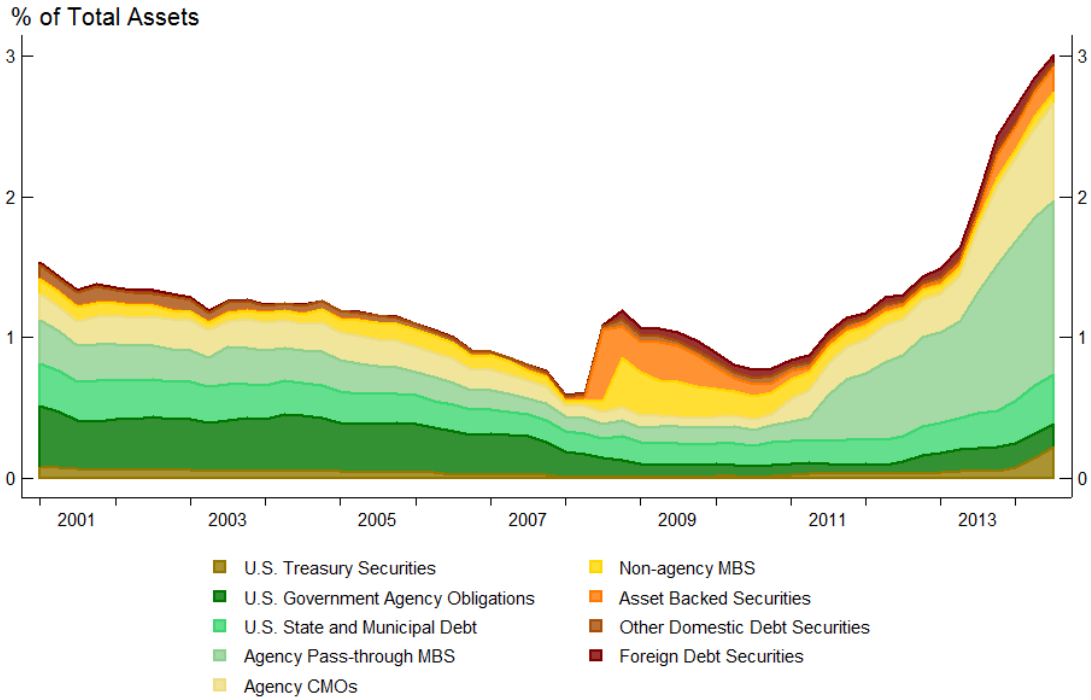 % of Total Assets
3 3
2 2
1 1
0 0
2001 2003 2005 2007 2009 2011 2013
U.S. Treasury Securities
U.S. Government Agency Obligations
U.S. State and Municipal Debt
Agency Pass-through MBS
Agency CMOs
Non-agency MBS
Asset Backed Securities
Other Domestic Debt Securities
Foreign Debt Securities